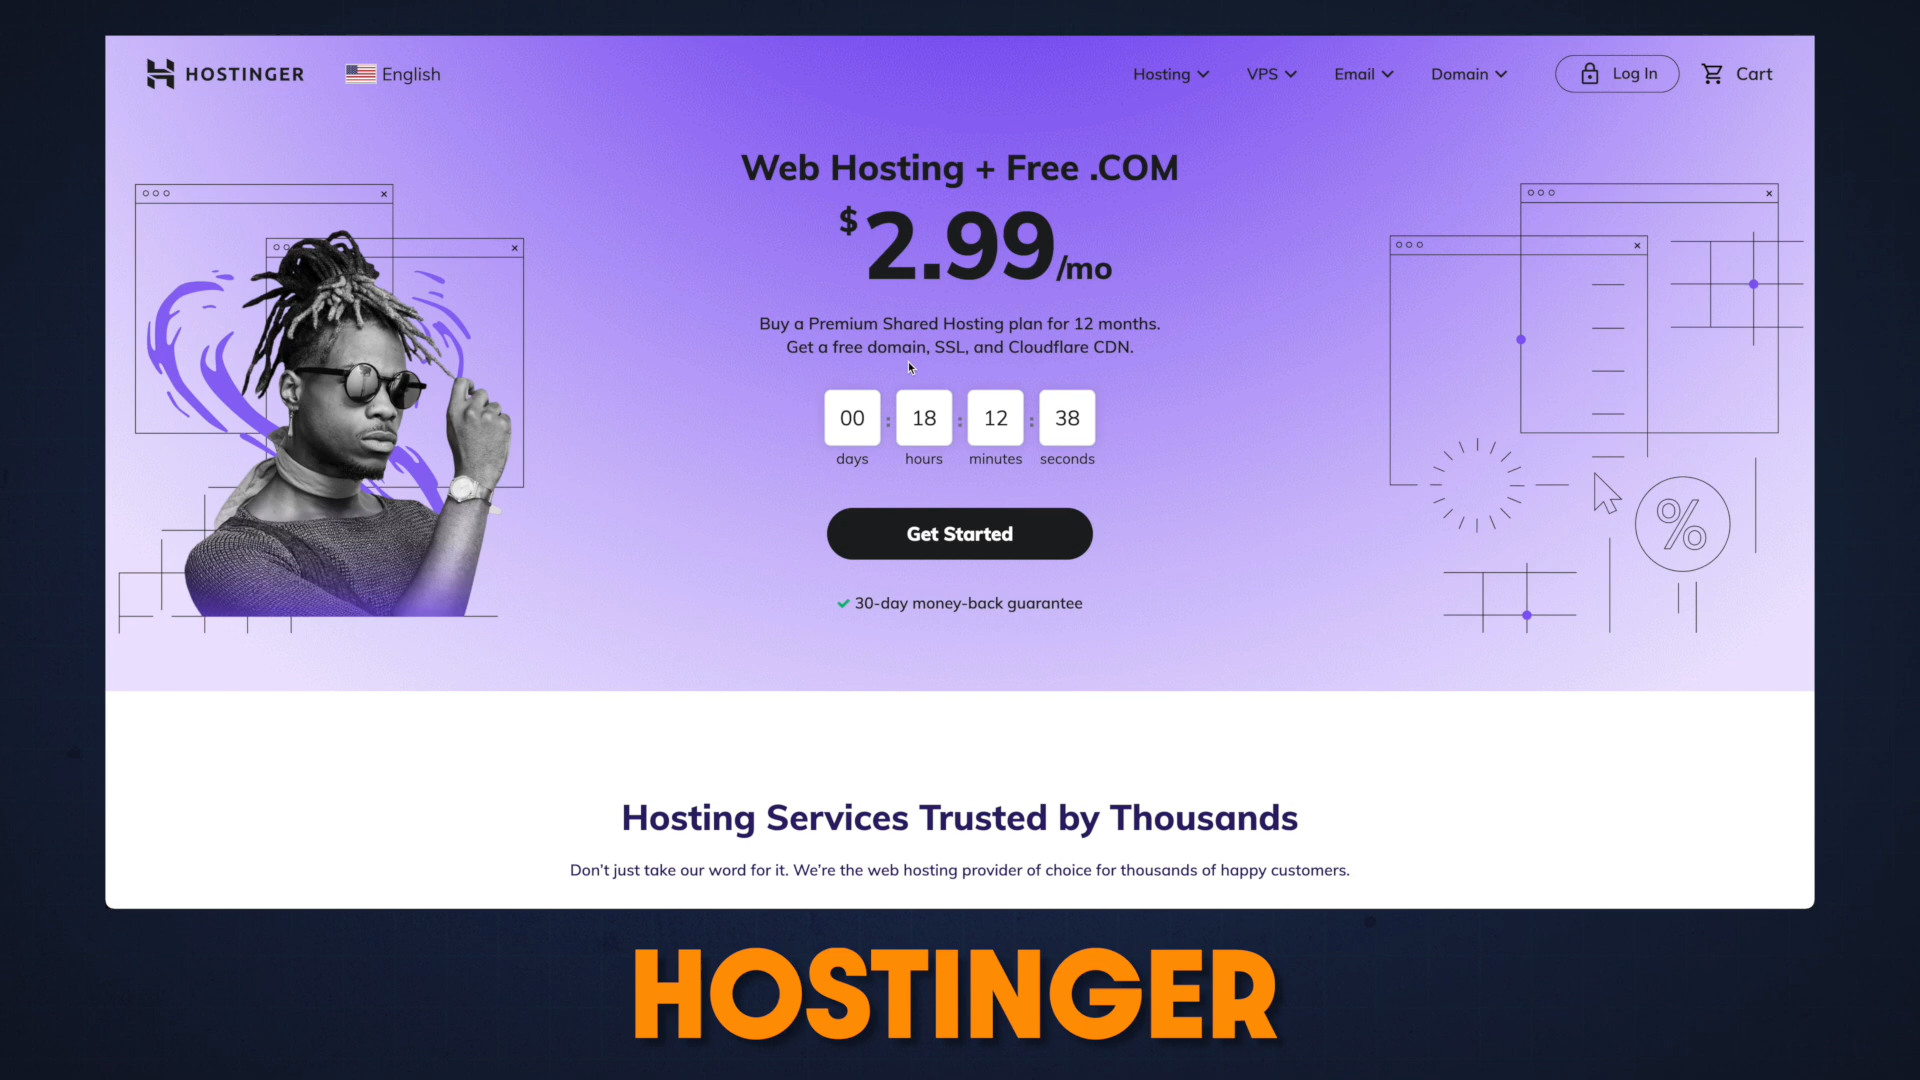 HOSTINGER English Hosting VPS Email Domain Log In Cart
Web Hosting + Free .COM
$2.99/mo
Buy a Premium Shared Hosting plan for 12 months.
Get a free domain, SSL, and Cloudflare CDN.
00 : 18 : 12 : 38
days hours minutes seconds
Get Started
30-day money-back guarantee
%
Hosting Services Trusted by Thousands
Don't just take our word for it. We're the web hosting provider of choice for thousands of happy customers.
HOSTINGER